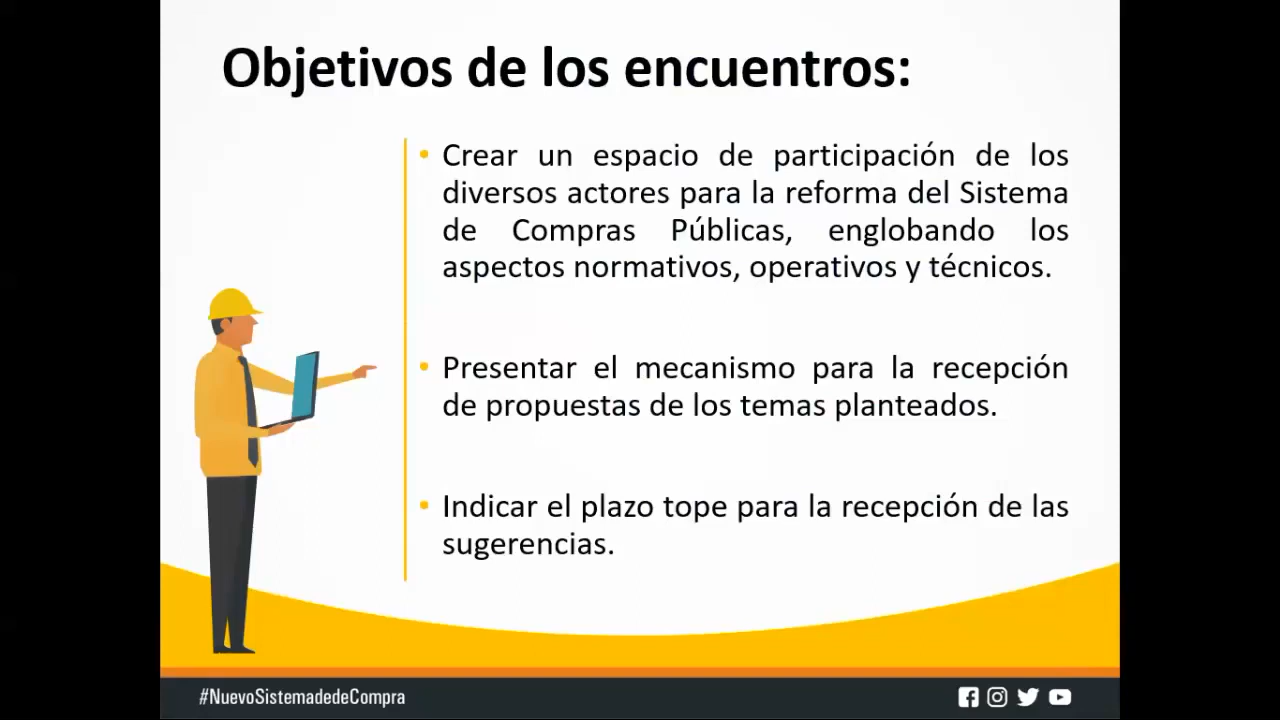 Objetivos de los encuentros:
• Crear un espacio de participación de los
diversos actores para la reforma del Sistema
de Compras Públicas, englobando los
aspectos normativos, operativos y técnicos.
• Presentar el mecanismo para la recepción
de propuestas de los temas planteados.
• Indicar el plazo tope para la recepción de las
sugerencias.
#NuevoSistemadedeCompra